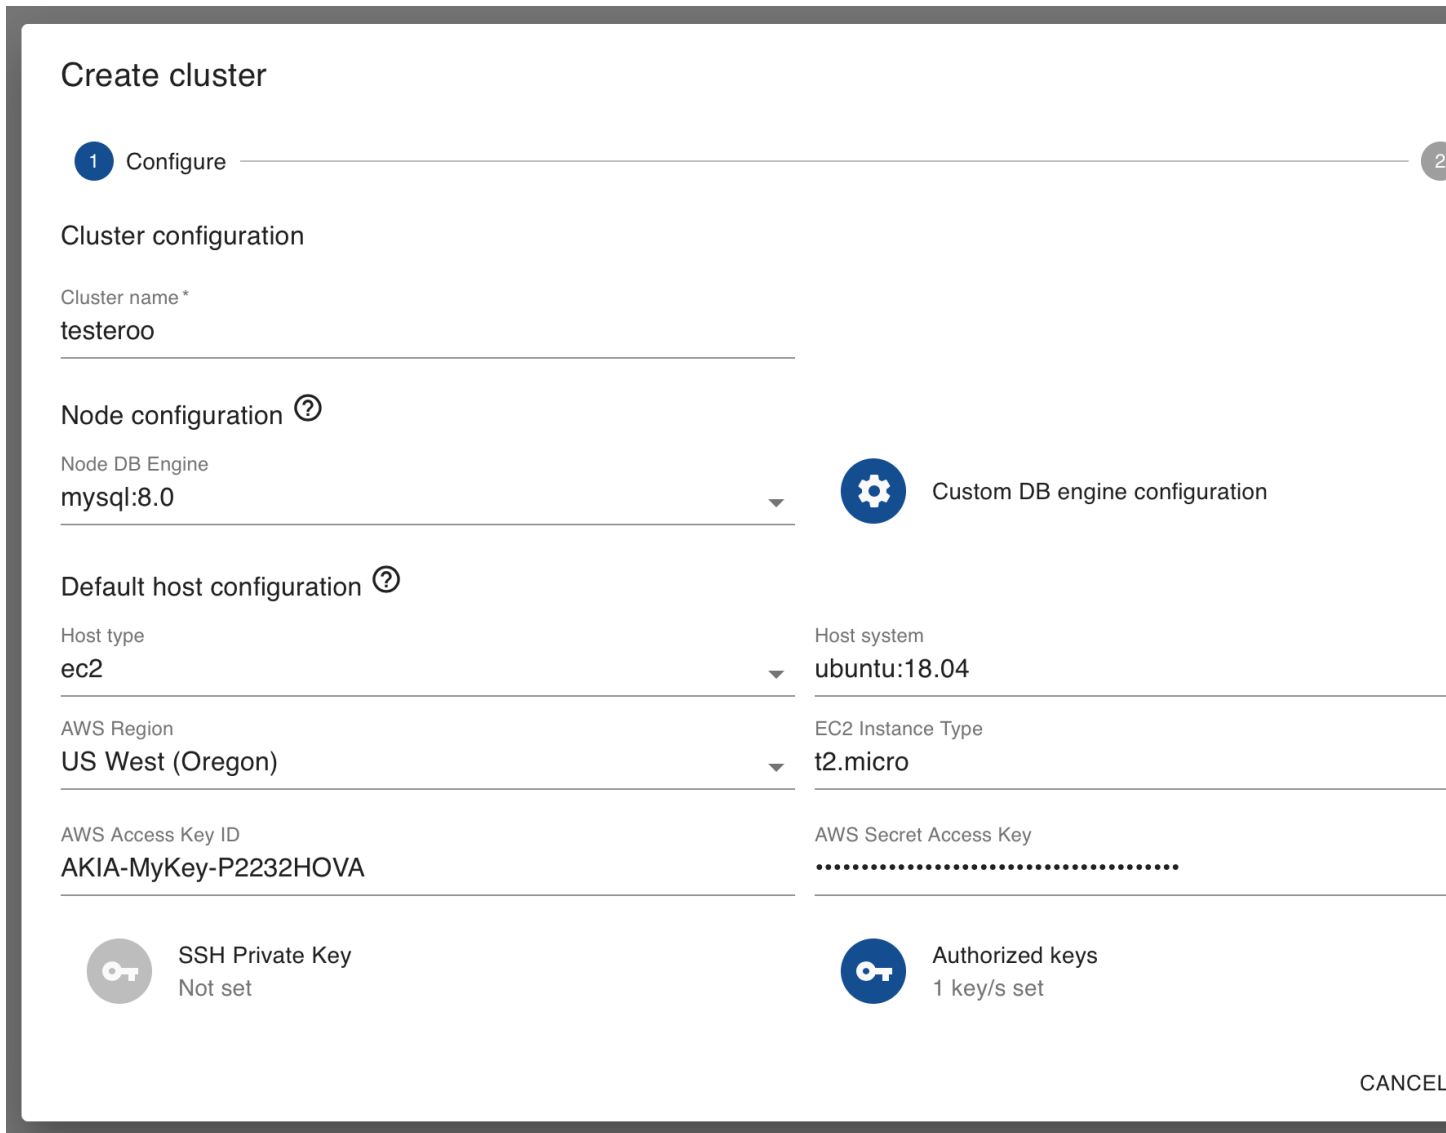 Create cluster
1 Configure 2
Cluster configuration
Cluster name *
testeroo
Node configuration
Node DB Engine
mysql:8.0
Custom DB engine configuration
Default host configuration
Host type
ec2
Host system
ubuntu:18.04
AWS Region
US West (Oregon)
EC2 Instance Type
t2.micro
AWS Access Key ID
AKIA-MyKey-P2232HOVA
AWS Secret Access Key
SSH Private Key
Not set
Authorized keys
1 key/s set
CANCEL